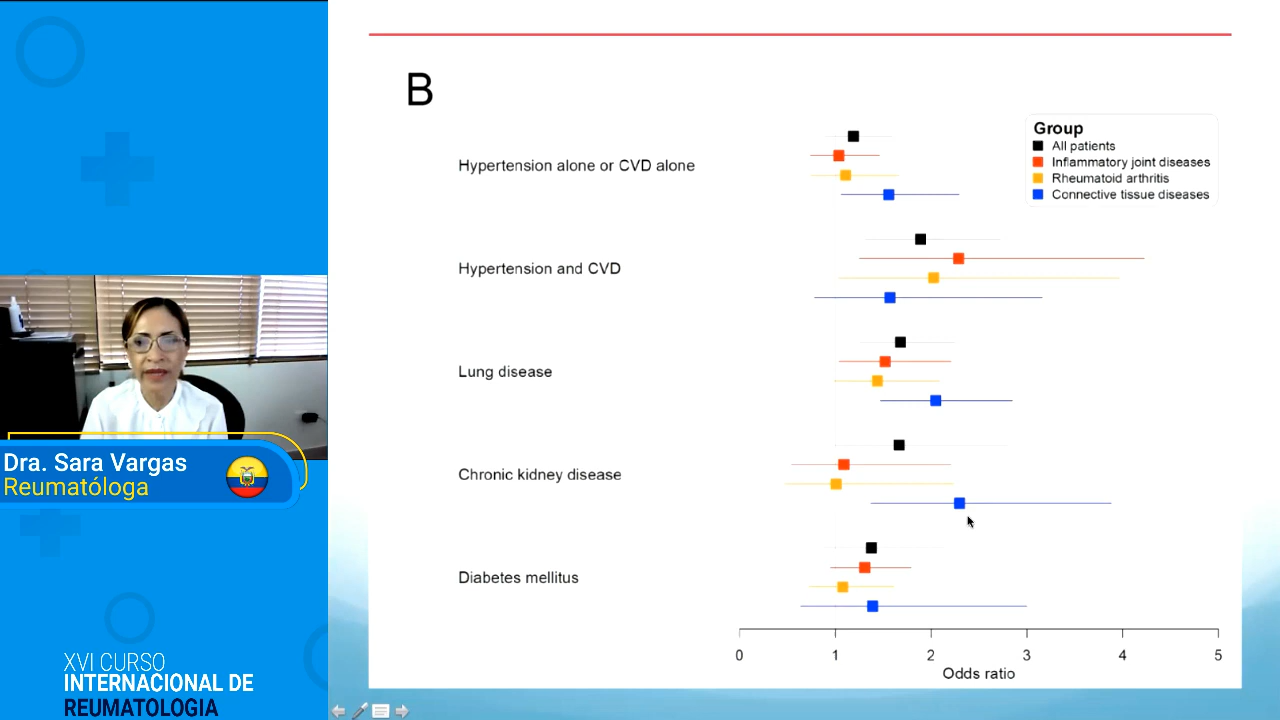 B
Group
All patients
Inflammatory joint diseases
Rheumatoid arthritis
Connective tissue diseases
Hypertension alone or CVD alone
Hypertension and CVD
Lung disease
Chronic kidney disease
Diabetes mellitus
0 1 2 3 4 5
Odds ratio
Dra. Sara Vargas
Reumatóloga
XVI CURSO
INTERNACIONAL DE
REUMATOLOGIA